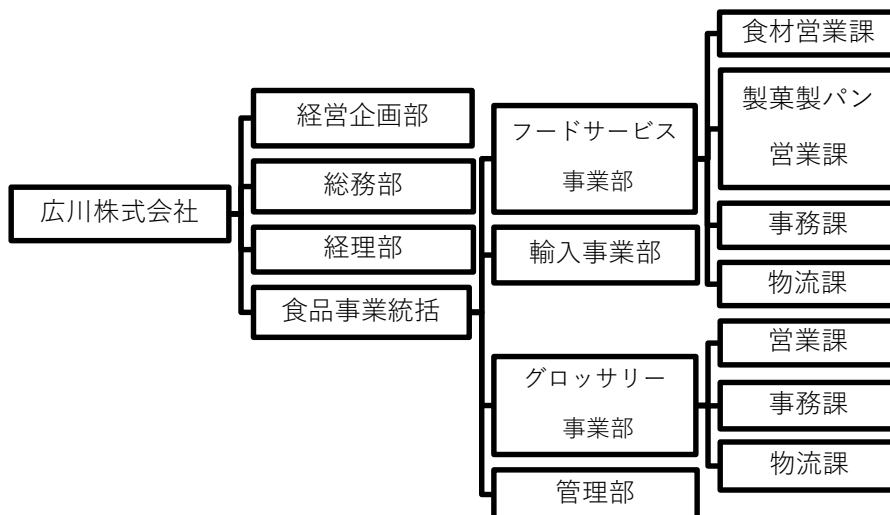 広川株式会社
経営企画部
総務部
経理部
食品事業統括
フードサービス
事業部
輸入事業部
グロッサリー
事業部
管理部
食材営業課
製菓製パン
営業課
事務課
物流課
営業課
事務課
物流課